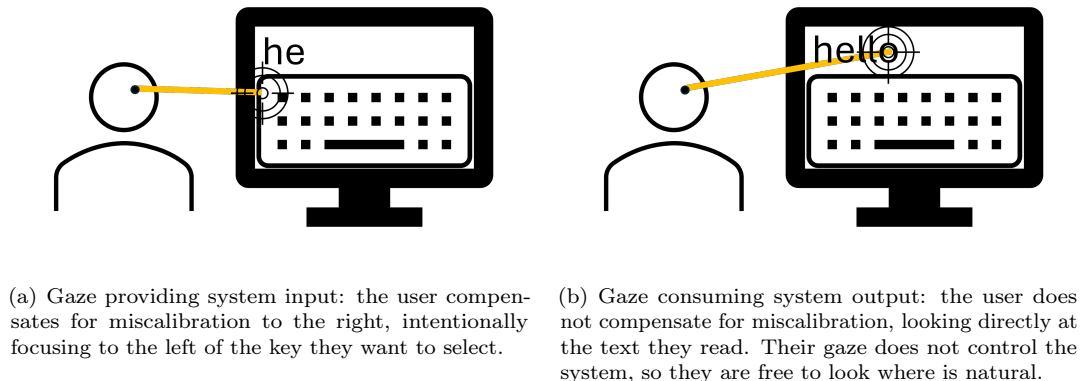 he
hello
(a) Gaze providing system input: the user compen-
sates for miscalibration to the right, intentionally
focusing to the left of the key they want to select.
(b) Gaze consuming system output: the user does
not compensate for miscalibration, looking directly at
the text they read. Their gaze does not control the
system, so they are free to look where is natural.